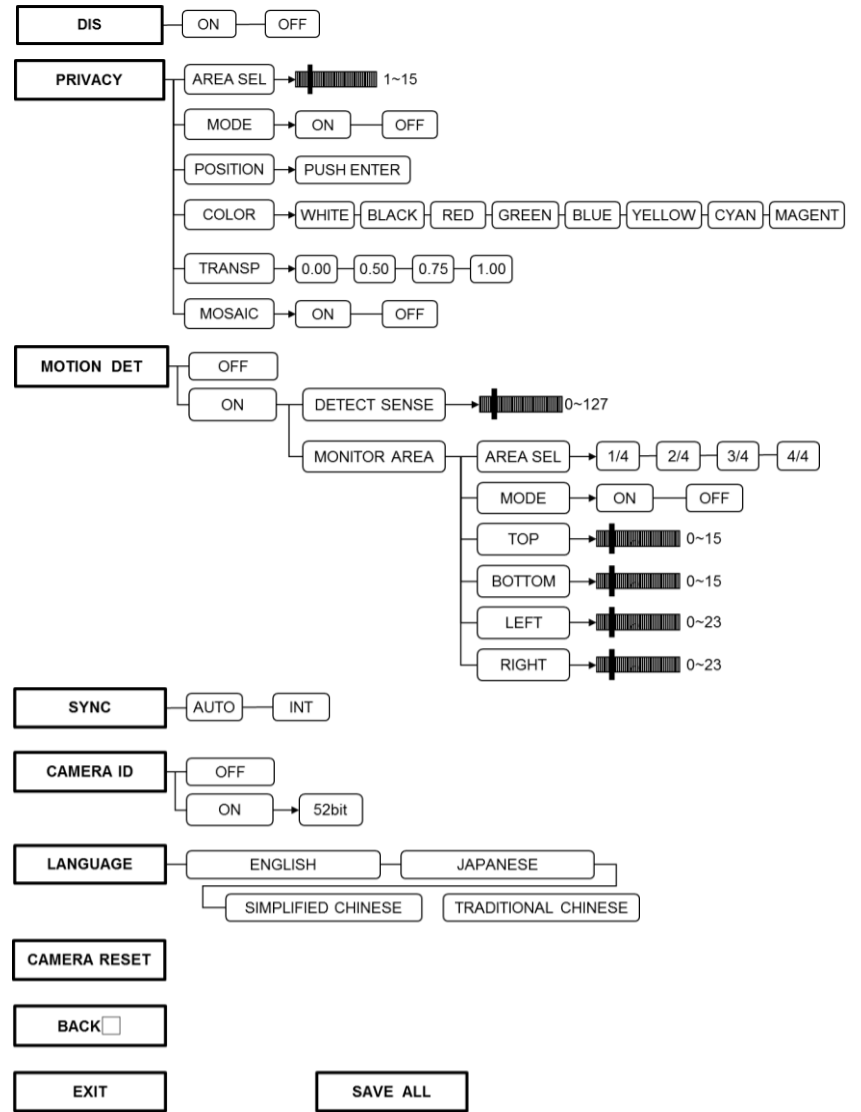 DIS ON OFF
PRIVACY AREA SEL 1~15
MODE ON OFF
POSITION PUSH ENTER
COLOR WHITE BLACK RED GREEN BLUE YELLOW CYAN MAGENT
TRANSP 0.00 0.50 0.75 1.00
MOSAIC ON OFF
MOTION DET OFF
ON DETECT SENSE 0~127
MONITOR AREA AREA SEL 1/4 2/4 3/4 4/4
MODE ON OFF
TOP 0~15
BOTTOM 0~15
LEFT 0~23
RIGHT 0~23
SYNC AUTO INT
CAMERA ID OFF
ON 52bit
LANGUAGE ENGLISH JAPANESE
SIMPLIFIED CHINESE TRADITIONAL CHINESE
CAMERA RESET
BACK
EXIT SAVE ALL